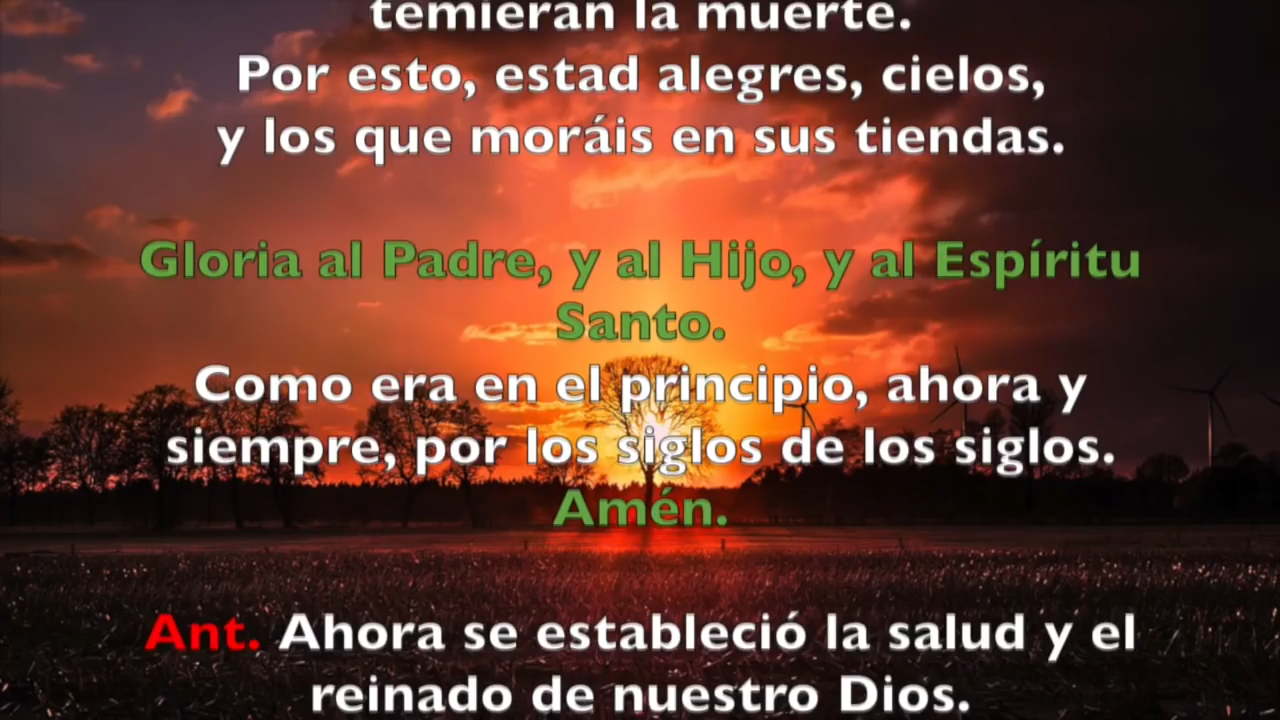 temieran la muerte.
Por esto, estad alegres, cielos,
y los que moráis en sus tiendas.
Gloria al Padre, y al Hijo, y al Espíritu
Santo.
Como era en el principio, ahora y
siempre, por los siglos de los siglos.
Amén.
Ant. Ahora se estableció la salud y el
reinado de nuestro Dios.